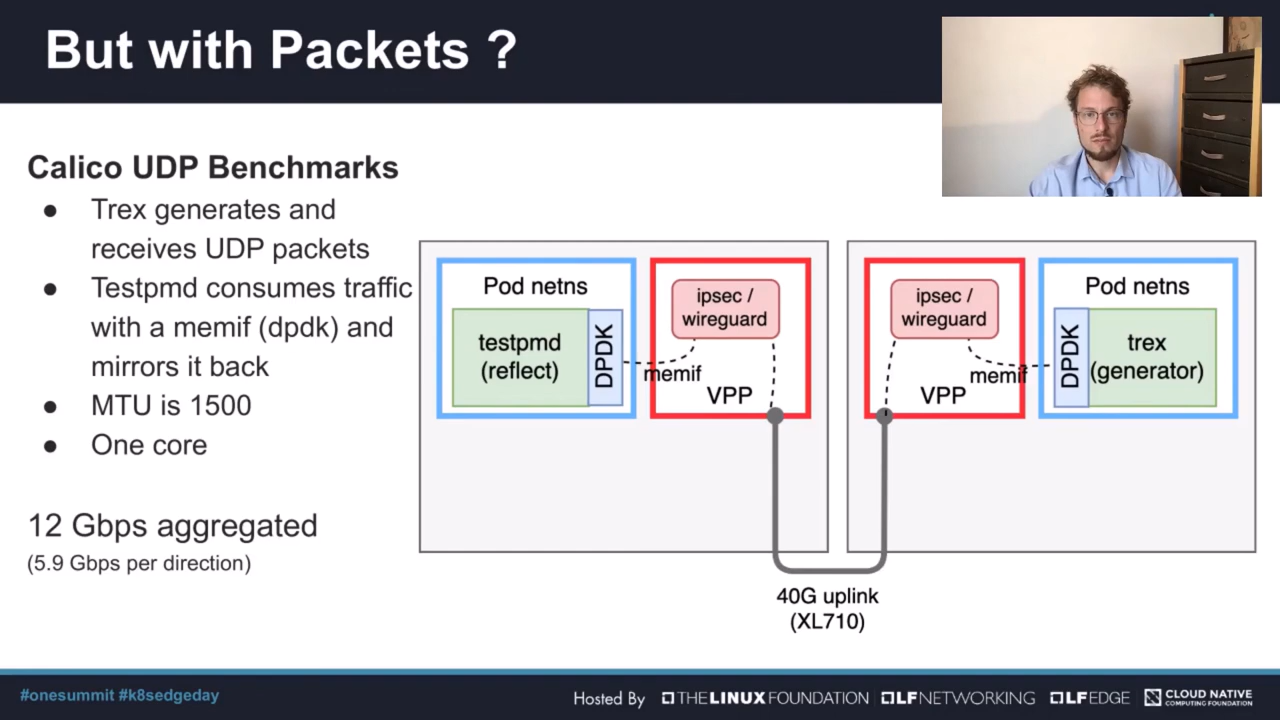 But with Packets ?
Calico UDP Benchmarks
● Trex generates and
receives UDP packets
● Testpmd consumes traffic
with a memif (dpdk) and
mirrors it back
● MTU is 1500
● One core
12 Gbps aggregated
(5.9 Gbps per direction)
Pod netns
testpmd
(reflect)
DPDK
memif
ipsec /
wireguard
VPP
ipsec /
wireguard
memif
VPP
Pod netns
DPDK
trex
(generator)
40G uplink
(XL710)
#onesummit #k8sedgeday
Hosted By
THE LINUX FOUNDATION
LF NETWORKING
LF EDGE
CLOUD NATIVE
COMPUTING FOUNDATION